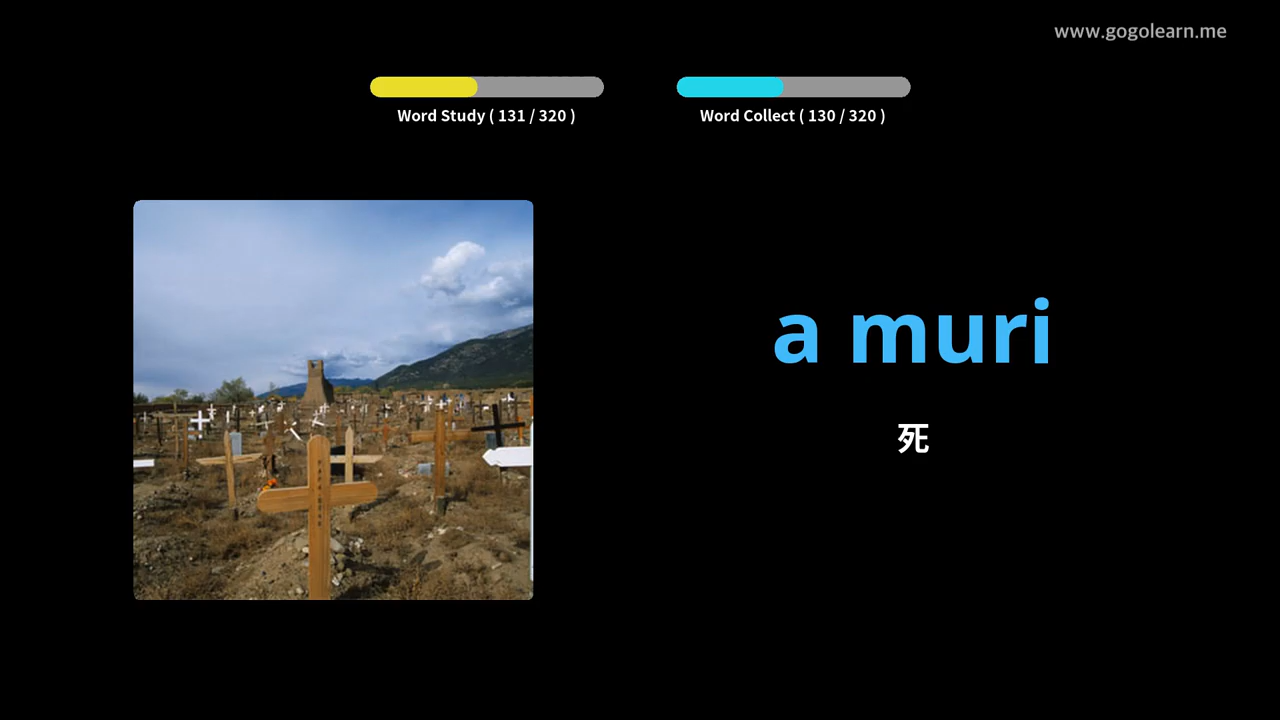 www.gogolearn.me
Word Study ( 131 / 320 )
Word Collect ( 130 / 320 )
a muri
死